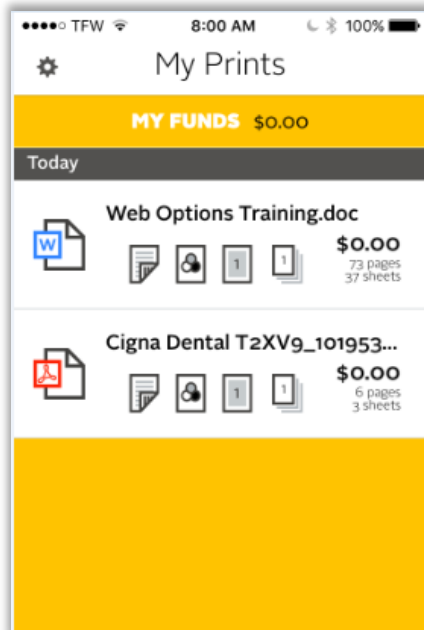 TFW 8:00 AM 100%
My Prints
MY FUNDS $0.00
Today
Web Options Training.doc
W 1 1 $0.00
73 pages
37 sheets
Cigna Dental T2XV9_101953...
1 1 $0.00
6 pages
3 sheets